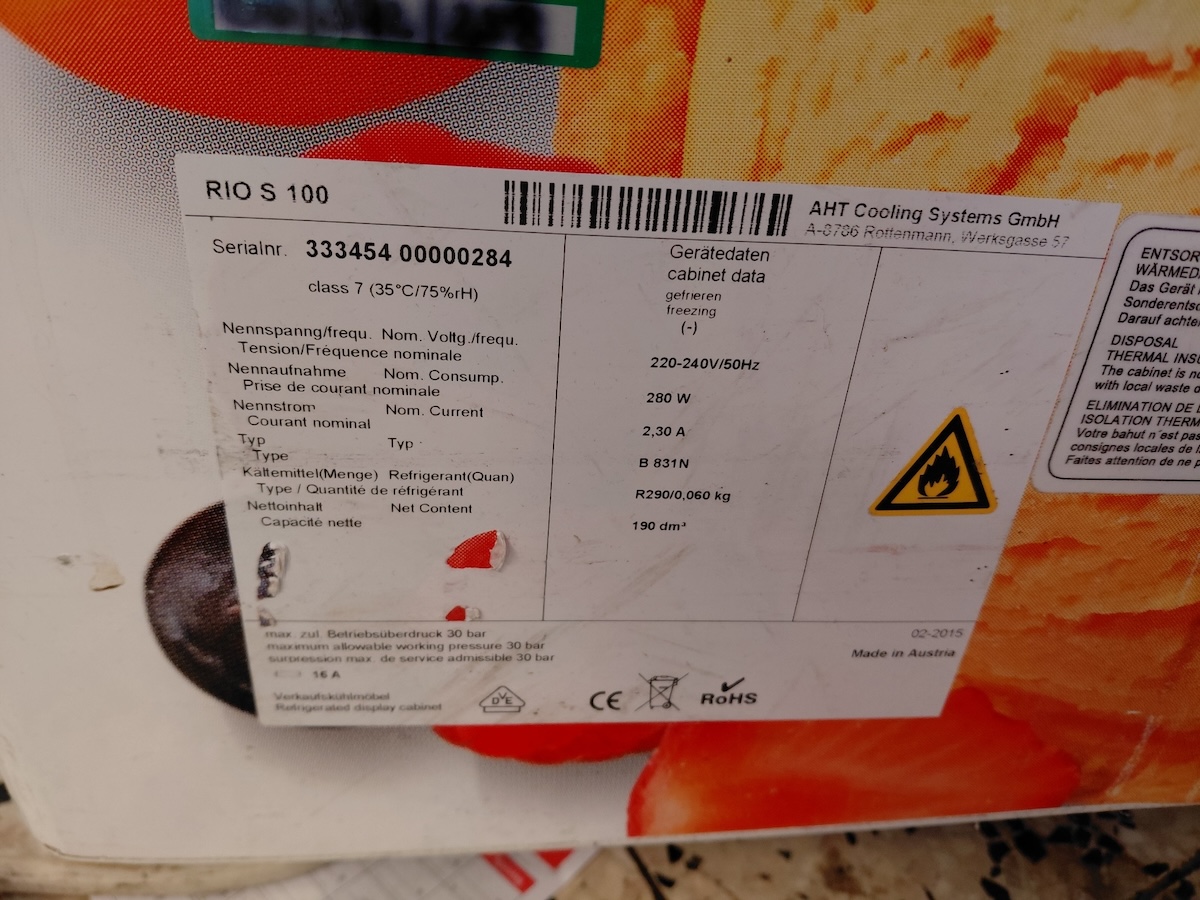 RIO S 100
AHT Cooling Systems GmbH
A-8786 Rottenmann, Werksgasse 57
Serialnr. 333454 00000284
class 7 (35°C/75%rH)
Gerätedaten
cabinet data
gefrieren
freezing
(-)
Nennspanng/frequ. Nom. Voltg./frequ.
Tension/Fréquence nominale
220-240V/50Hz
Nennaufnahme Nom. Consump.
Prise de courant nominale
280 W
Nennstrom Nom. Current
Courant nominal
2,30 A
Typ Typ
Type
B 831N
Kältemittel(Menge) Refrigerant(Quan)
Type / Quantité de réfrigérant
R290/0,060 kg
Nettoinhalt Net Content
Capacité nette
190 dm³
max. zul. Betriebsüberdruck 30 bar
maximum allowable working pressure 30 bar
surpression max. de service admissible 30 bar
16 A
Verkaufskühlmöbel
Refrigerated display cabinet
DVE
CE
RoHS
02-2015
Made in Austria
ENTSOR
WÄRMED
Das Gerät
Sonderentso
Darauf achte
DISPOSAL
THERMAL INSU
The cabinet is no
with local waste
ELIMINATION DE
ISOLATION THERM
Votre bahut n´est pas
consignes locales de
Faites attention de ne